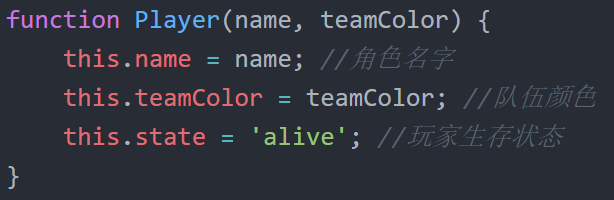 function Player(name, teamColor) {
    this.name = name; //角色名字
    this.teamColor = teamColor; //队伍颜色
    this.state = 'alive'; //玩家生存状态
}